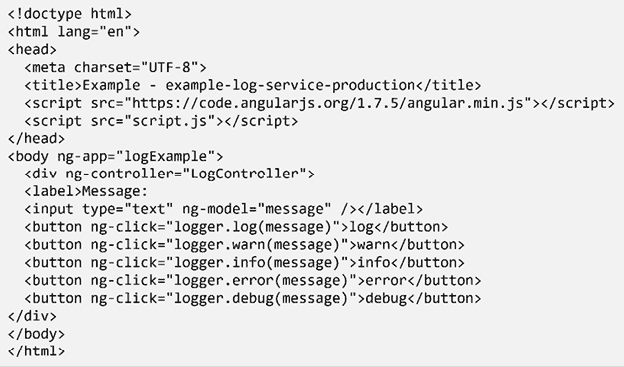 <!doctype html>
<html lang="en">
<head>
  <meta charset="UTF-8">
  <title>Example - example-log-service-production</title>
  <script src="https://code.angularjs.org/1.7.5/angular.min.js"></script>
  <script src="script.js"></script>
</head>
<body ng-app="logExample">
  <div ng-controller="LogController">
  <label>Message:
  <input type="text" ng-model="message" /></label>
  <button ng-click="logger.log(message)">log</button>
  <button ng-click="logger.warn(message)">warn</button>
  <button ng-click="logger.info(message)">info</button>
  <button ng-click="logger.error(message)">error</button>
  <button ng-click="logger.debug(message)">debug</button>
</div>
</body>
</html>